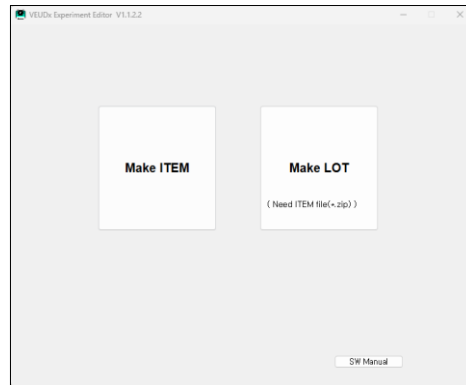 VEUDx Experiment Editor V1.1.2.2
Make ITEM
Make LOT
( Need ITEM file(*.zip) )
SW Manual